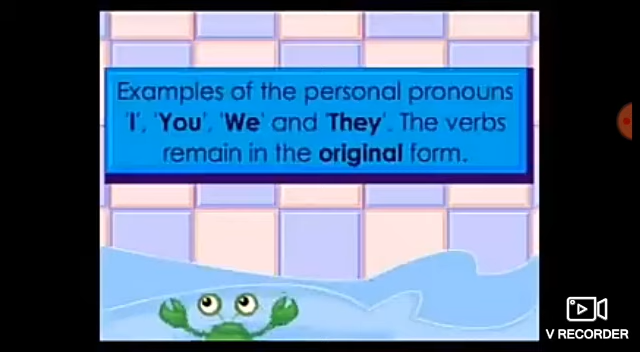 Examples of the personal pronouns
'I', 'You', 'We' and 'They'. The verbs
remain in the original form.
V RECORDER